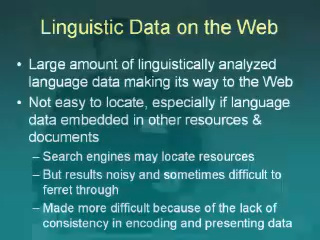 Linguistic Data on the Web
• Large amount of linguistically analyzed
language data making its way to the Web
• Not easy to locate, especially if language
data embedded in other resources &
documents
– Search engines may locate resources
– But results noisy and sometimes difficult to
ferret through
– Made more difficult because of the lack of
consistency in encoding and presenting data